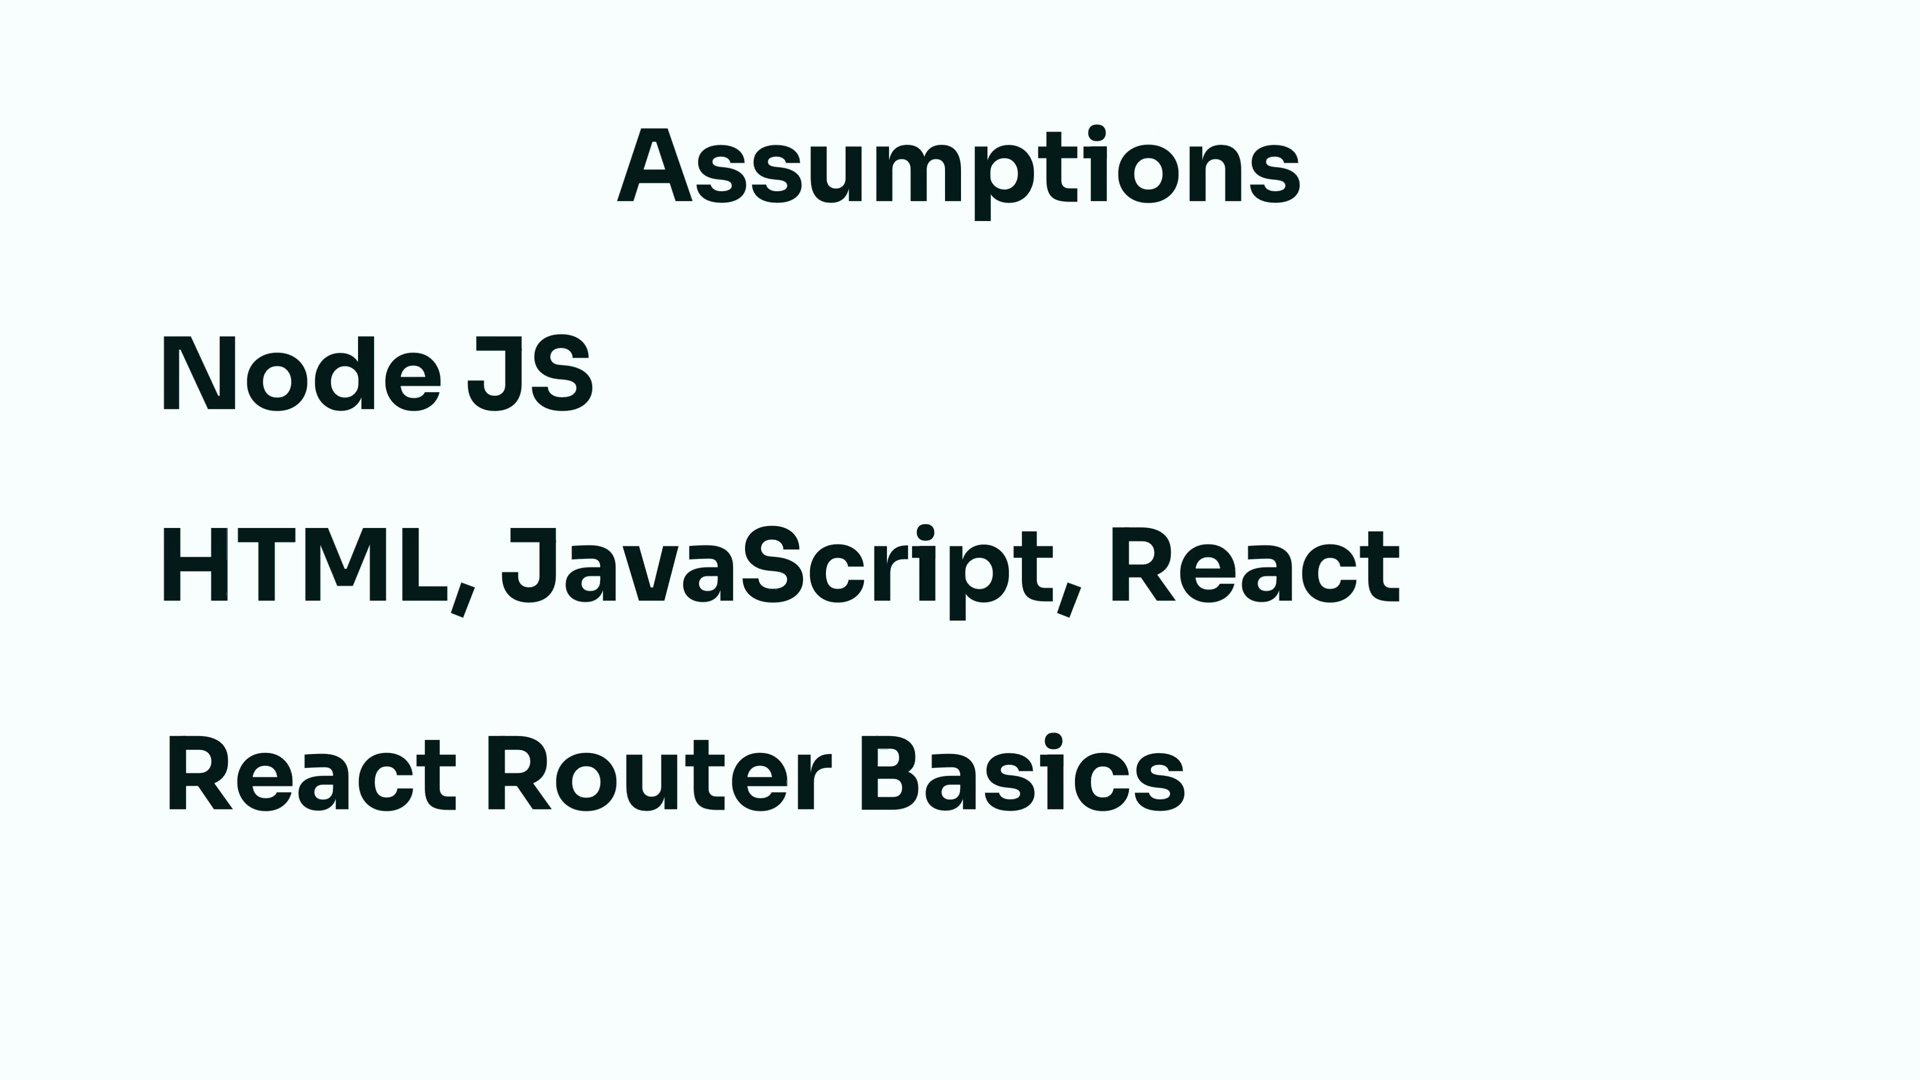 Assumptions
Node JS
HTML, JavaScript, React
React Router Basics